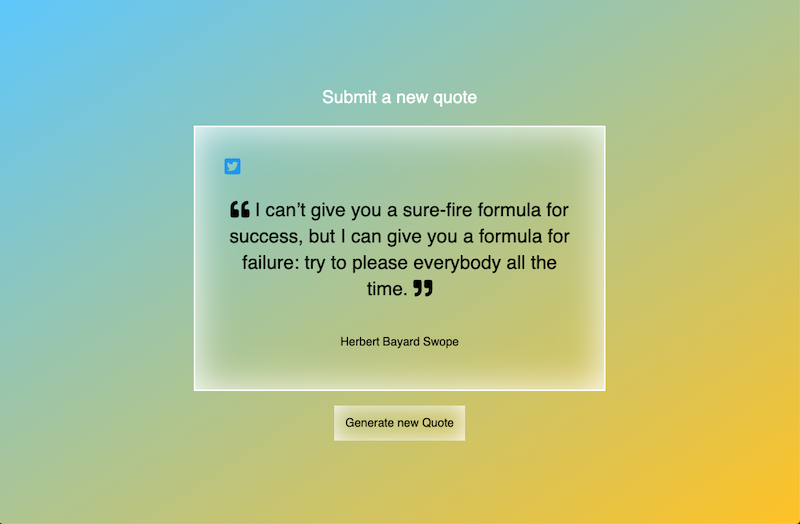 Submit a new quote
“ I can’t give you a sure-fire formula for
success, but I can give you a formula for
failure: try to please everybody all the
time. ”
Herbert Bayard Swope
Generate new Quote